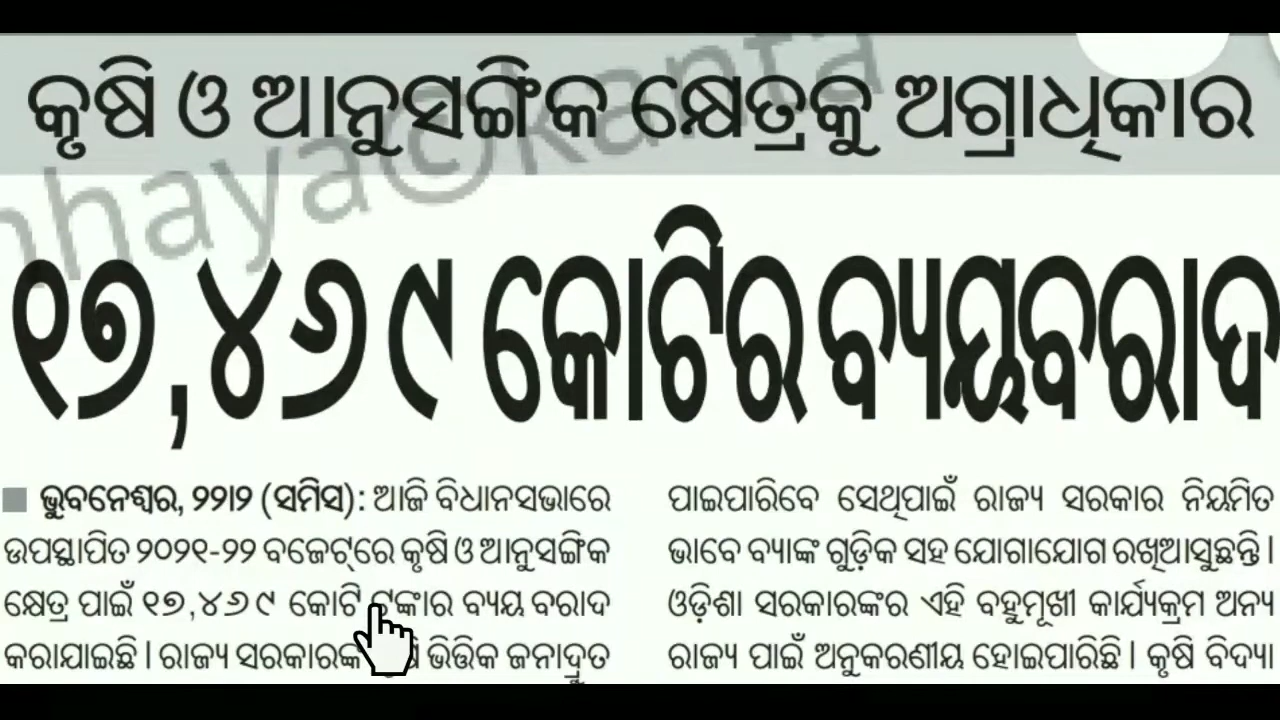 କୃଷି ଓ ଆନୁସଙ୍ଗିକ କ୍ଷେତ୍ରକୁ ଅଗ୍ରାଧିକାର
୧୭,୪୬୯ କୋଟିର ବ୍ୟୟବରାଦ
ଭୁବନେଶ୍ୱର, ୨୨ା୨ (ସମିସ): ଆଜି ବିଧାନସଭାରେ
ଉପସ୍ଥାପିତ ୨୦୨୧-୨୨ ବଜେଟ୍‌ରେ କୃଷି ଓ ଆନୁସଙ୍ଗିକ
କ୍ଷେତ୍ର ପାଇଁ ୧୭,୪୬୯ କୋଟି ଟଙ୍କାର ବ୍ୟୟ ବରାଦ
କରାଯାଇଛି । ରାଜ୍ୟ ସରକାରଙ୍କ ଭିତ୍ତିକ ଜନାଦୃତ
ପାଇପାରିବେ ସେଥିପାଇଁ ରାଜ୍ୟ ସରକାର ନିୟମିତ
ଭାବେ ବ୍ୟାଙ୍କ ଗୁଡ଼ିକ ସହ ଯୋଗାଯୋଗ ରଖିଆସୁଛନ୍ତି ।
ଓଡ଼ିଶା ସରକାରଙ୍କର ଏହି ବହୁମୂଖୀ କାର୍ଯ୍ୟକ୍ରମ ଅନ୍ୟ
ରାଜ୍ୟ ପାଇଁ ଅନୁକରଣୀୟ ହୋଇପାରିଛି । କୃଷି ବିଦ୍ୟା